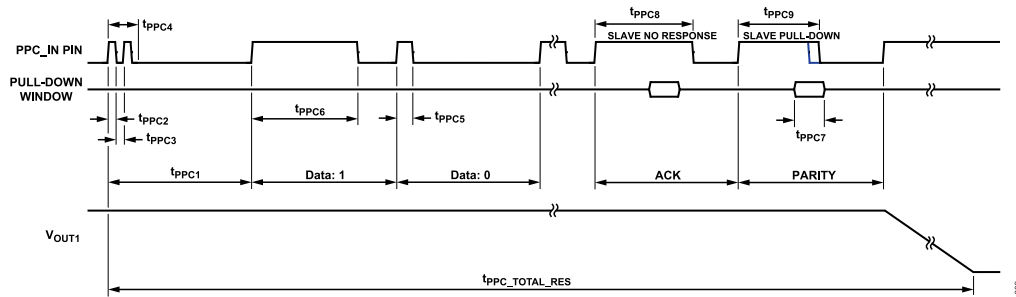 tPPC4
tPPC8
tPPC9
SLAVE NO RESPONSE
SLAVE PULL-DOWN
PPC_IN PIN
PULL-DOWN
WINDOW
tPPC2
tPPC3
tPPC6
tPPC5
tPPC7
tPPC1
Data: 1
Data: 0
ACK
PARITY
VOUT1
tPPC_TOTAL_RES